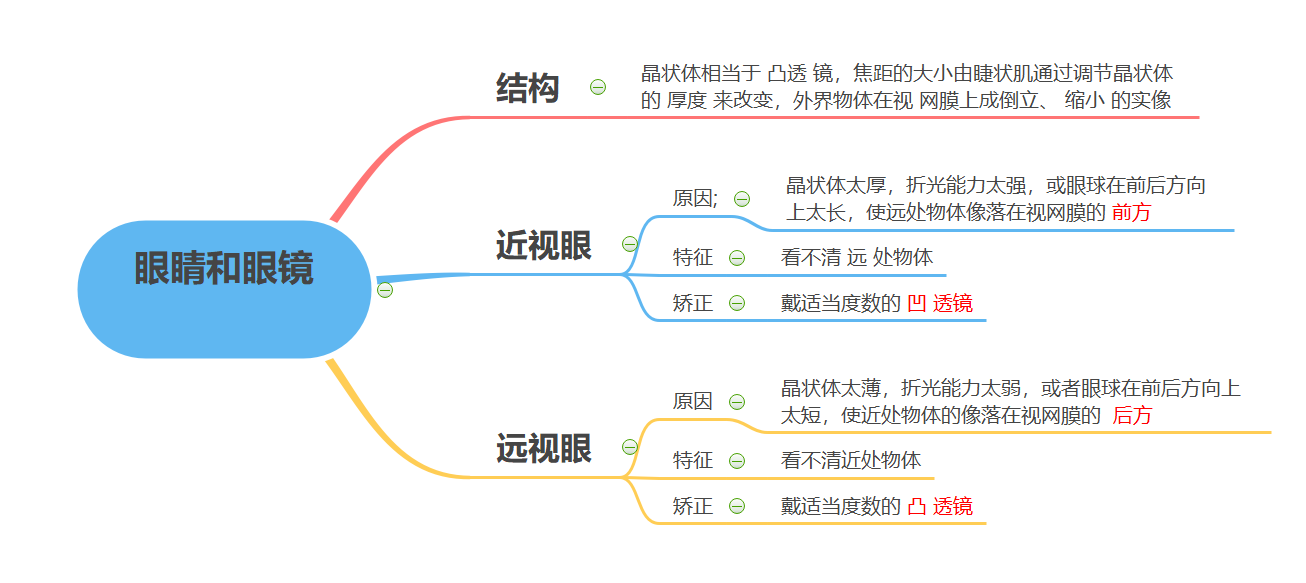 眼睛和眼镜
结构
晶状体相当于 凸透 镜，焦距的大小由睫状肌通过调节晶状体
的 厚度 来改变，外界物体在视 网膜上成倒立、 缩小 的实像
近视眼
原因;
晶状体太厚，折光能力太强，或眼球在前后方向
上太长，使远处物体像落在视网膜的 前方
特征
看不清 远 处物体
矫正
戴适当度数的 凹 透镜
远视眼
原因
晶状体太薄，折光能力太弱，或者眼球在前后方向上
太短，使近处物体的像落在视网膜的 后方
特征
看不清近处物体
矫正
戴适当度数的 凸 透镜